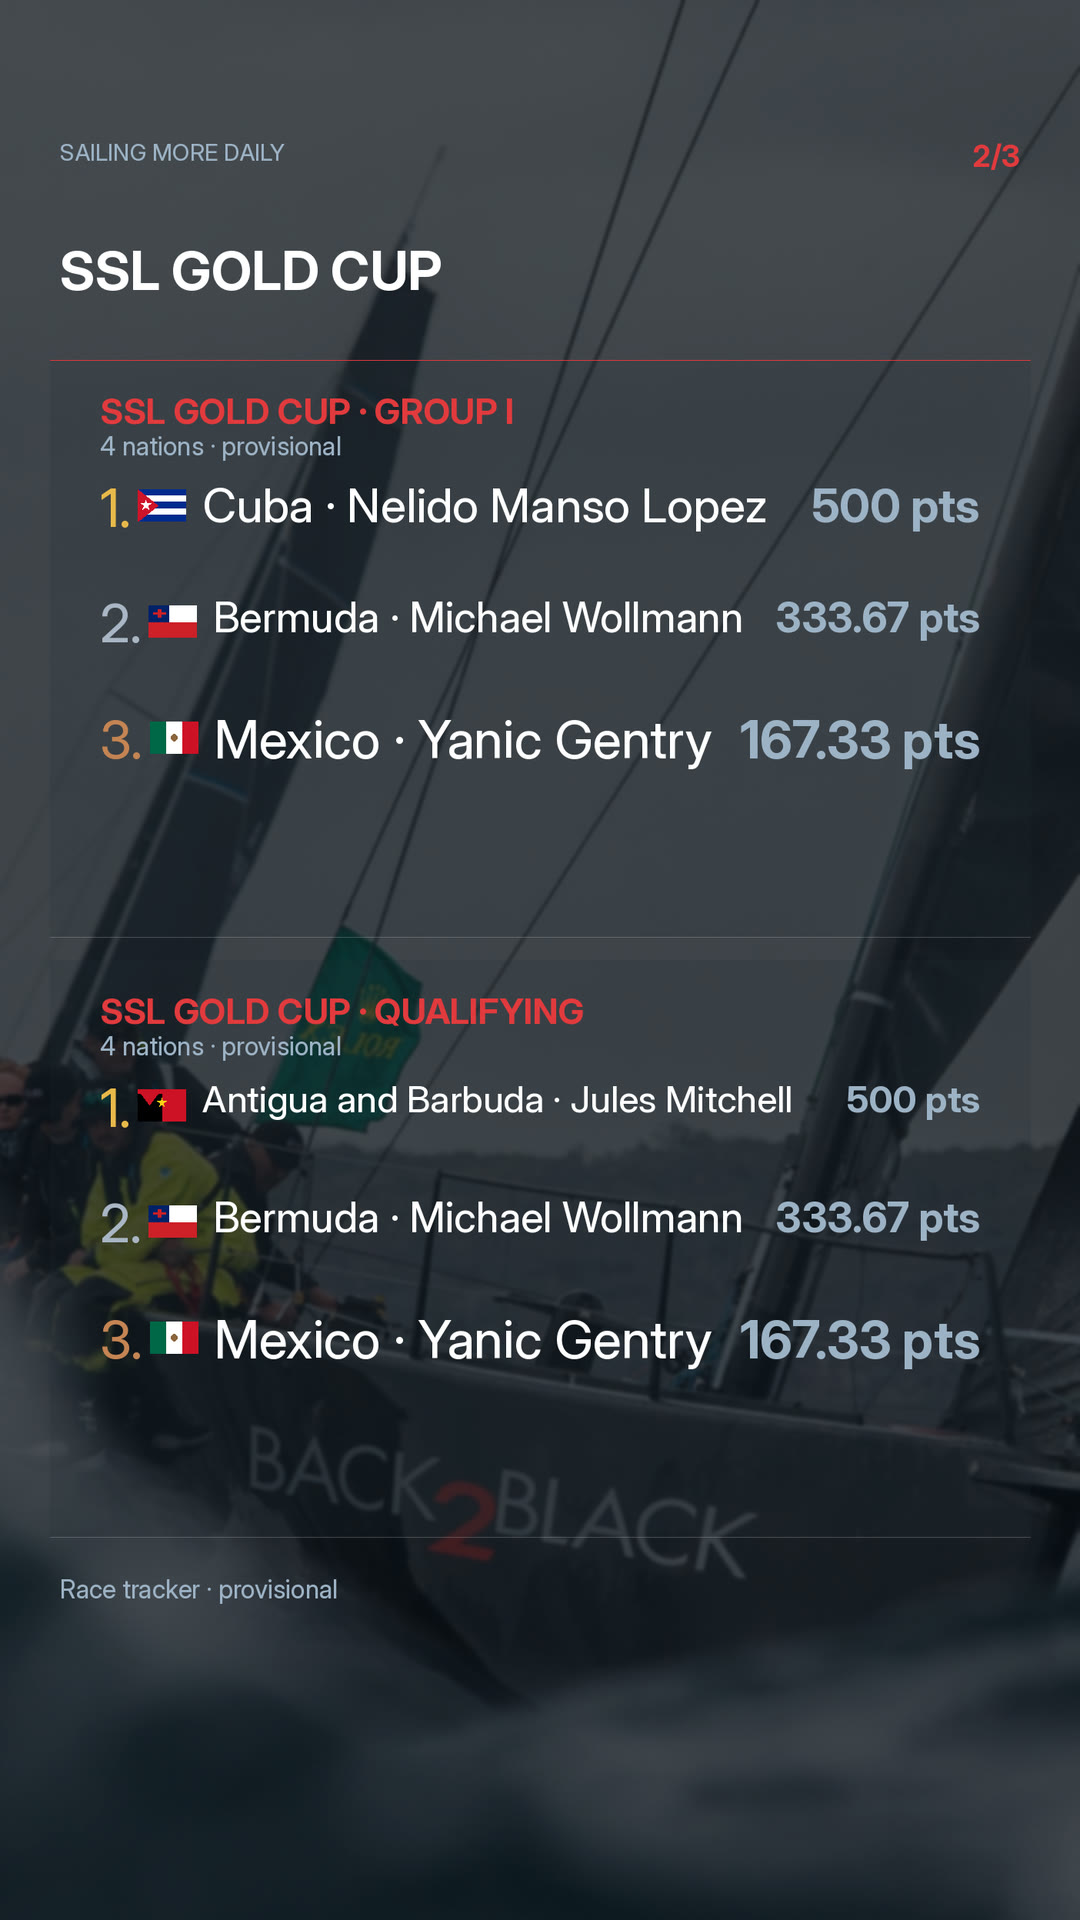 SAILING MORE DAILY
2/3
SSL GOLD CUP
SSL GOLD CUP · GROUP I
4 nations · provisional
1. Cuba · Nelido Manso Lopez 500 pts
2. Bermuda · Michael Wollmann 333.67 pts
3. Mexico · Yanic Gentry 167.33 pts
SSL GOLD CUP · QUALIFYING
4 nations · provisional
1. Antigua and Barbuda · Jules Mitchell 500 pts
2. Bermuda · Michael Wollmann 333.67 pts
3. Mexico · Yanic Gentry 167.33 pts
BACK2BLACK
Race tracker · provisional